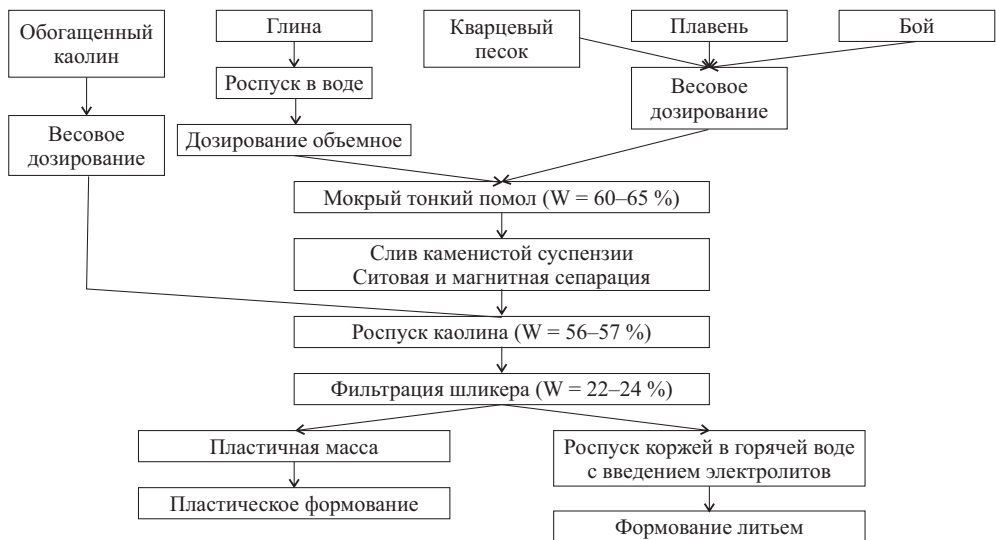 Обогащенный
каолин
Глина
Кварцевый
песок
Плавень
Бой
Роспуск в воде
Весовое
дозирование
Весовое
дозирование
Дозирование объемное
Мокрый тонкий помол (W = 60–65 %)
Слив каменистой суспензии
Ситовая и магнитная сепарация
Роспуск каолина (W = 56–57 %)
Фильтрация шликера (W = 22–24 %)
Пластичная масса
Роспуск коржей в горячей воде
с введением электролитов
Пластическое формование
Формование литьем